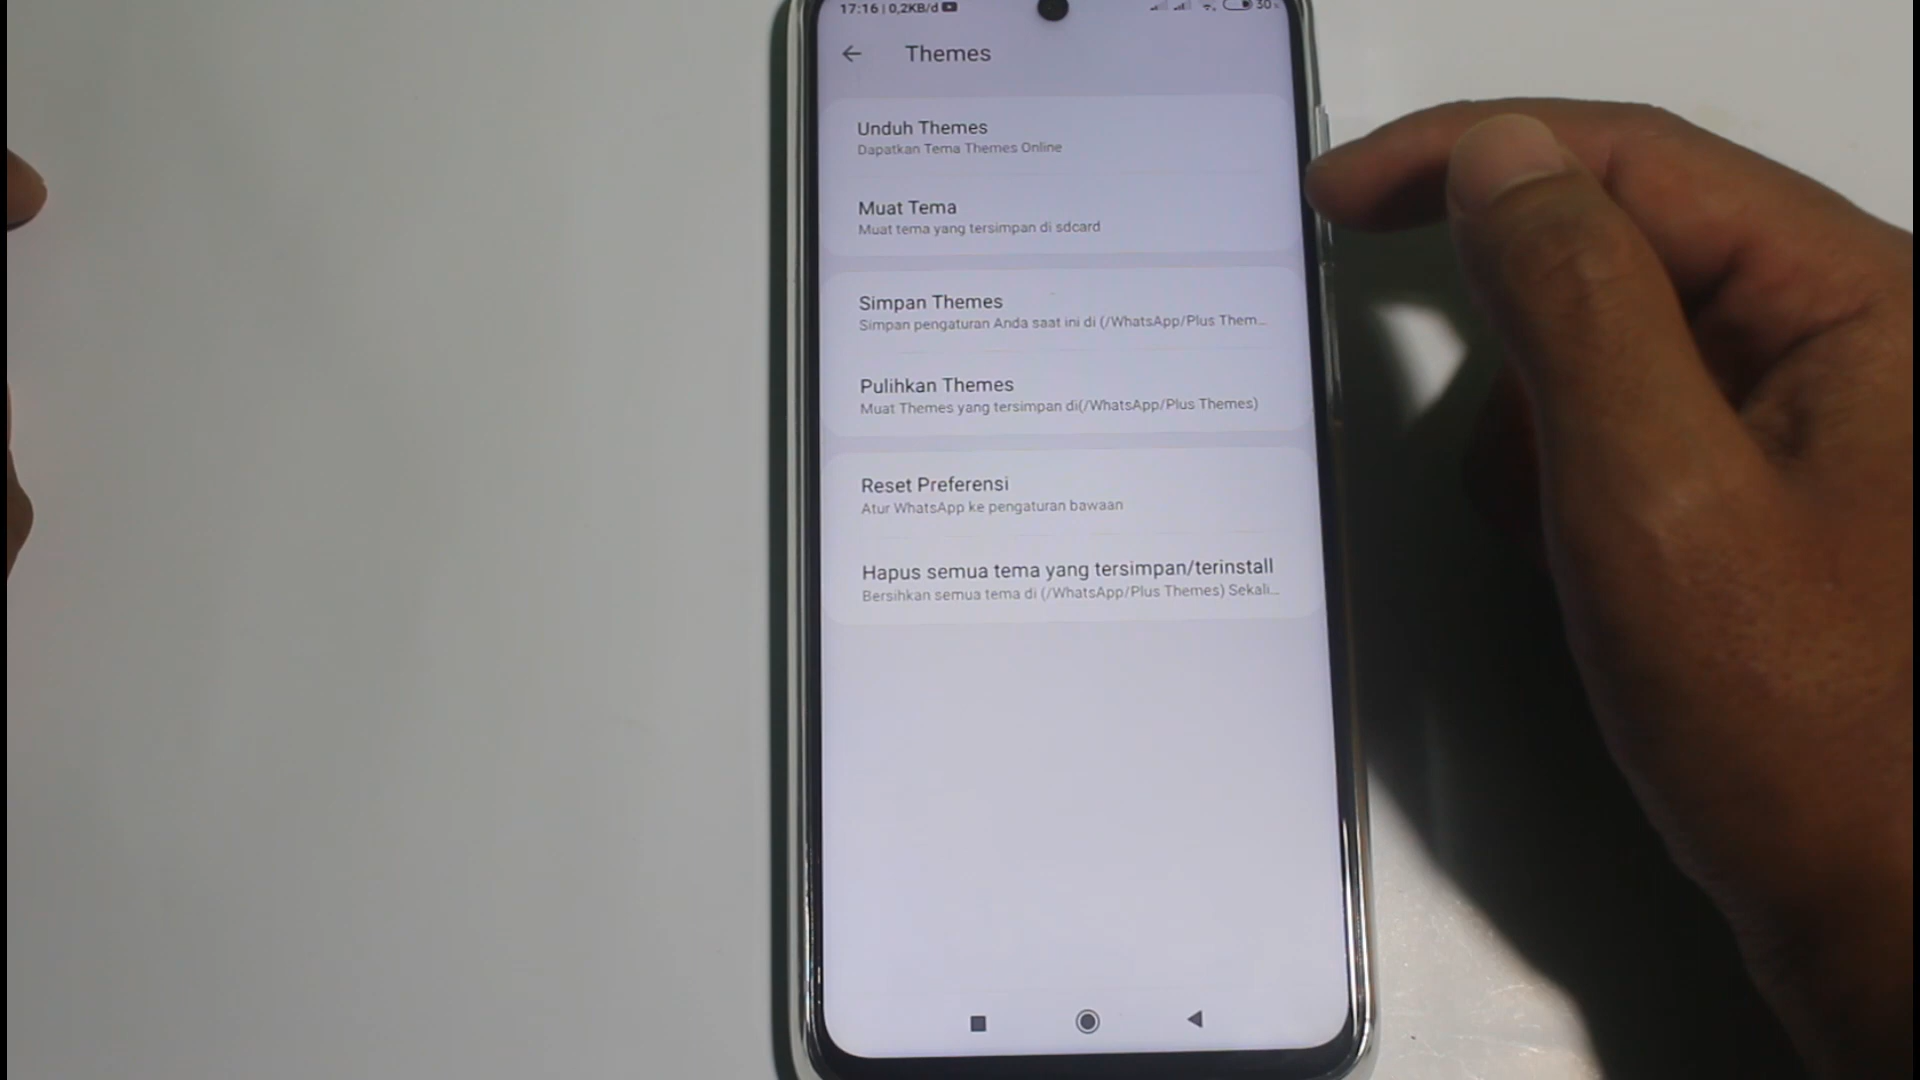 17:16 | 0,2KB/d
30
Themes
Unduh Themes
Dapatkan Tema Themes Online
Muat Tema
Muat tema yang tersimpan di sdcard
Simpan Themes
Simpan pengaturan Anda saat ini di (/WhatsApp/Plus Them...
Pulihkan Themes
Muat Themes yang tersimpan di(/WhatsApp/Plus Themes)
Reset Preferensi
Atur WhatsApp ke pengaturan bawaan
Hapus semua tema yang tersimpan/terinstall
Bersihkan semua tema di (/WhatsApp/Plus Themes) Sekali...